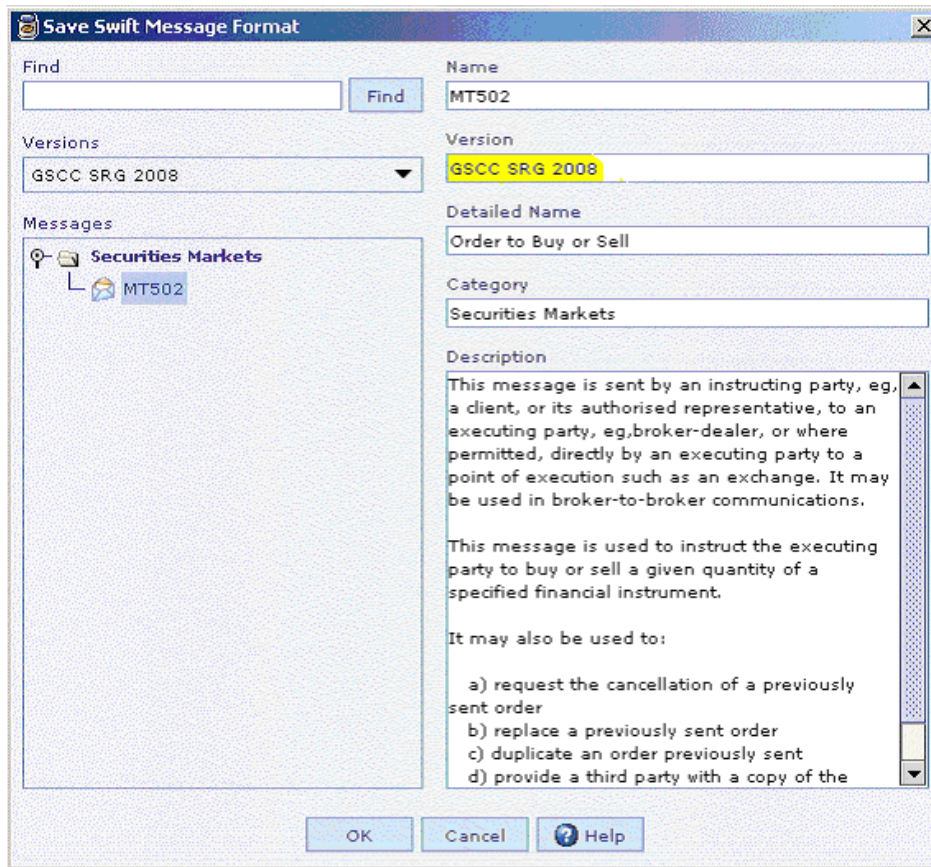 Save Swift Message Format
Find
Find
Versions
GSCC SRG 2008
Messages
Securities Markets
MT502
Name
MT502
Version
GSCC SRG 2008
Detailed Name
Order to Buy or Sell
Category
Securities Markets
Description
This message is sent by an instructing party, eg,
a client, or its authorised representative, to an
executing party, eg,broker-dealer, or where
permitted, directly by an executing party to a
point of execution such as an exchange. It may
be used in broker-to-broker communications.
This message is used to instruct the executing
party to buy or sell a given quantity of a
specified financial instrument.
It may also be used to:
a) request the cancellation of a previously
sent order
b) replace a previously sent order
c) duplicate an order previously sent
d) provide a third party with a copy of the
OK
Cancel
Help